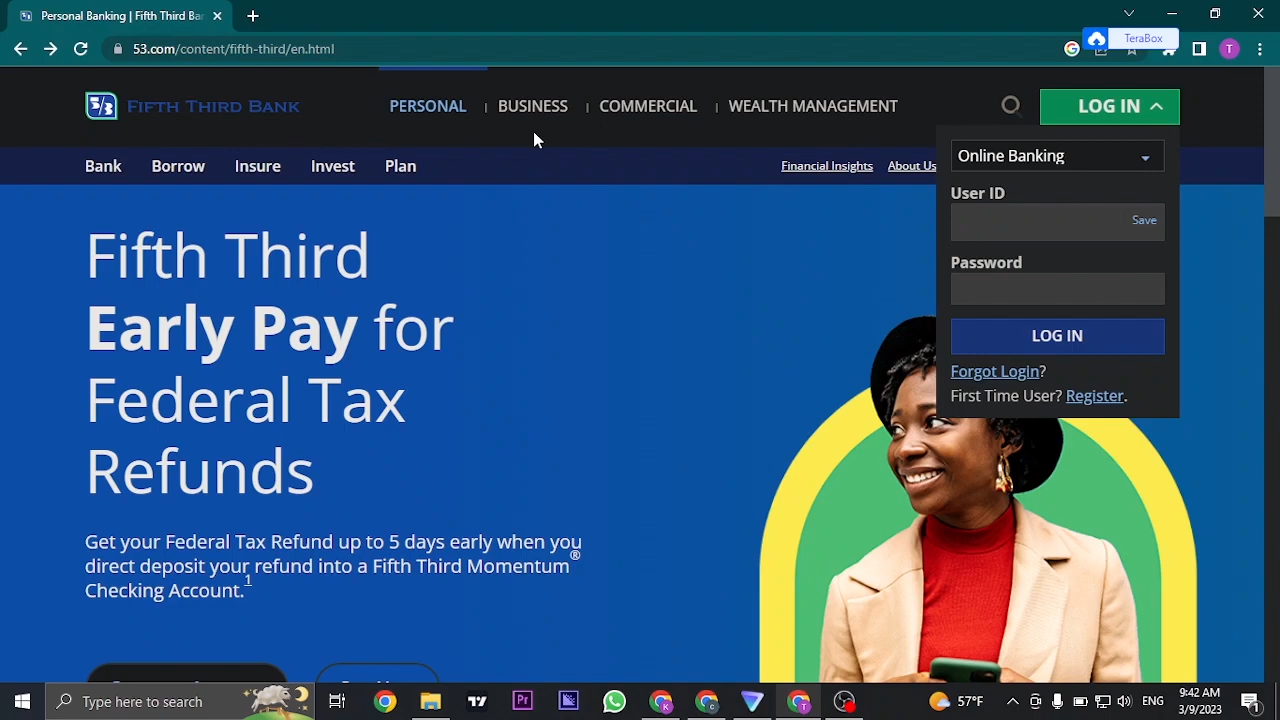 Personal Banking | Fifth Third Ba
53.com/content/fifth-third/en.html
TeraBox
T
FIFTH THIRD BANK
PERSONAL | BUSINESS | COMMERCIAL | WEALTH MANAGEMENT
LOG IN
Bank Borrow Insure Invest Plan
Financial Insights About Us
Online Banking
User ID
Save
Password
LOG IN
Forgot Login?
First Time User? Register.
Fifth Third
Early Pay for
Federal Tax
Refunds
Get your Federal Tax Refund up to 5 days early when you
direct deposit your refund into a Fifth Third Momentum®
Checking Account.1
Type here to search
57°F
ENG
9:42 AM
3/9/2023